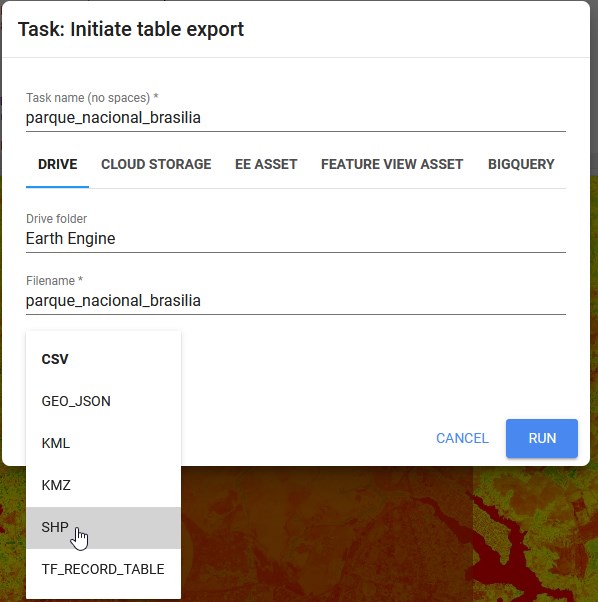 Task: Initiate table export
Task name (no spaces) *
parque_nacional_brasilia
DRIVE CLOUD STORAGE EE ASSET FEATURE VIEW ASSET BIGQUERY
Drive folder
Earth Engine
Filename *
parque_nacional_brasilia
CSV
GEO_JSON
KML
KMZ
SHP
TF_RECORD_TABLE
CANCEL RUN